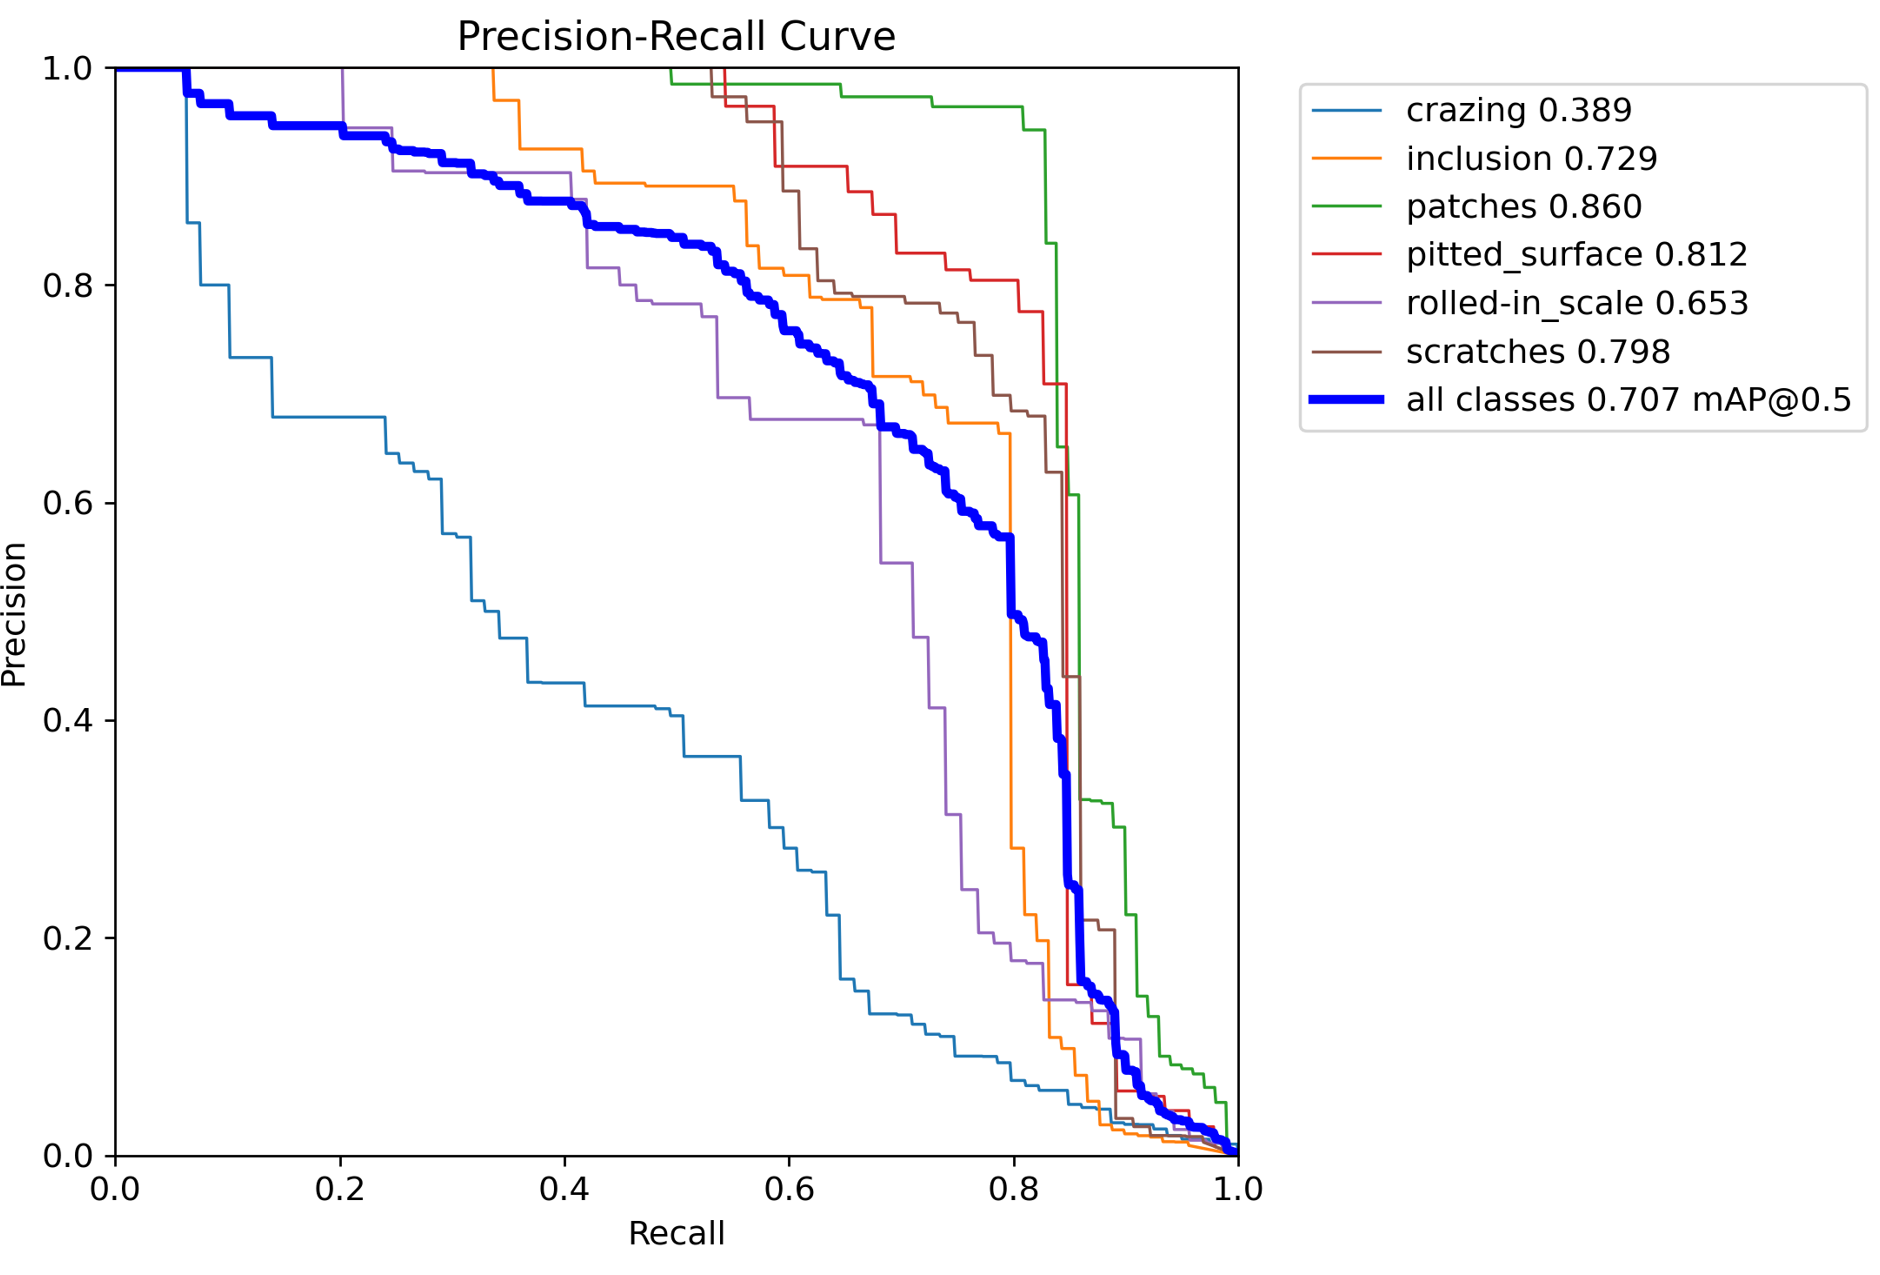 Precision-Recall Curve
1.0
0.8
0.6
0.4
0.2
0.0
Precision
0.0 0.2 0.4 0.6 0.8 1.0
Recall
crazing 0.389
inclusion 0.729
patches 0.860
pitted_surface 0.812
rolled-in_scale 0.653
scratches 0.798
all classes 0.707 mAP@0.5